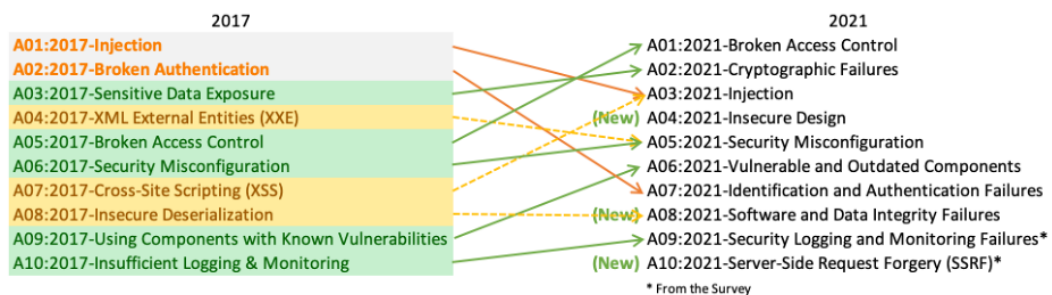 2017
A01:2017-Injection
A02:2017-Broken Authentication
A03:2017-Sensitive Data Exposure
A04:2017-XML External Entities (XXE)
A05:2017-Broken Access Control
A06:2017-Security Misconfiguration
A07:2017-Cross-Site Scripting (XSS)
A08:2017-Insecure Deserialization
A09:2017-Using Components with Known Vulnerabilities
A10:2017-Insufficient Logging & Monitoring
2021
A01:2021-Broken Access Control
A02:2021-Cryptographic Failures
A03:2021-Injection
(New) A04:2021-Insecure Design
A05:2021-Security Misconfiguration
A06:2021-Vulnerable and Outdated Components
A07:2021-Identification and Authentication Failures
(New) A08:2021-Software and Data Integrity Failures
A09:2021-Security Logging and Monitoring Failures*
(New) A10:2021-Server-Side Request Forgery (SSRF)*
* From the Survey